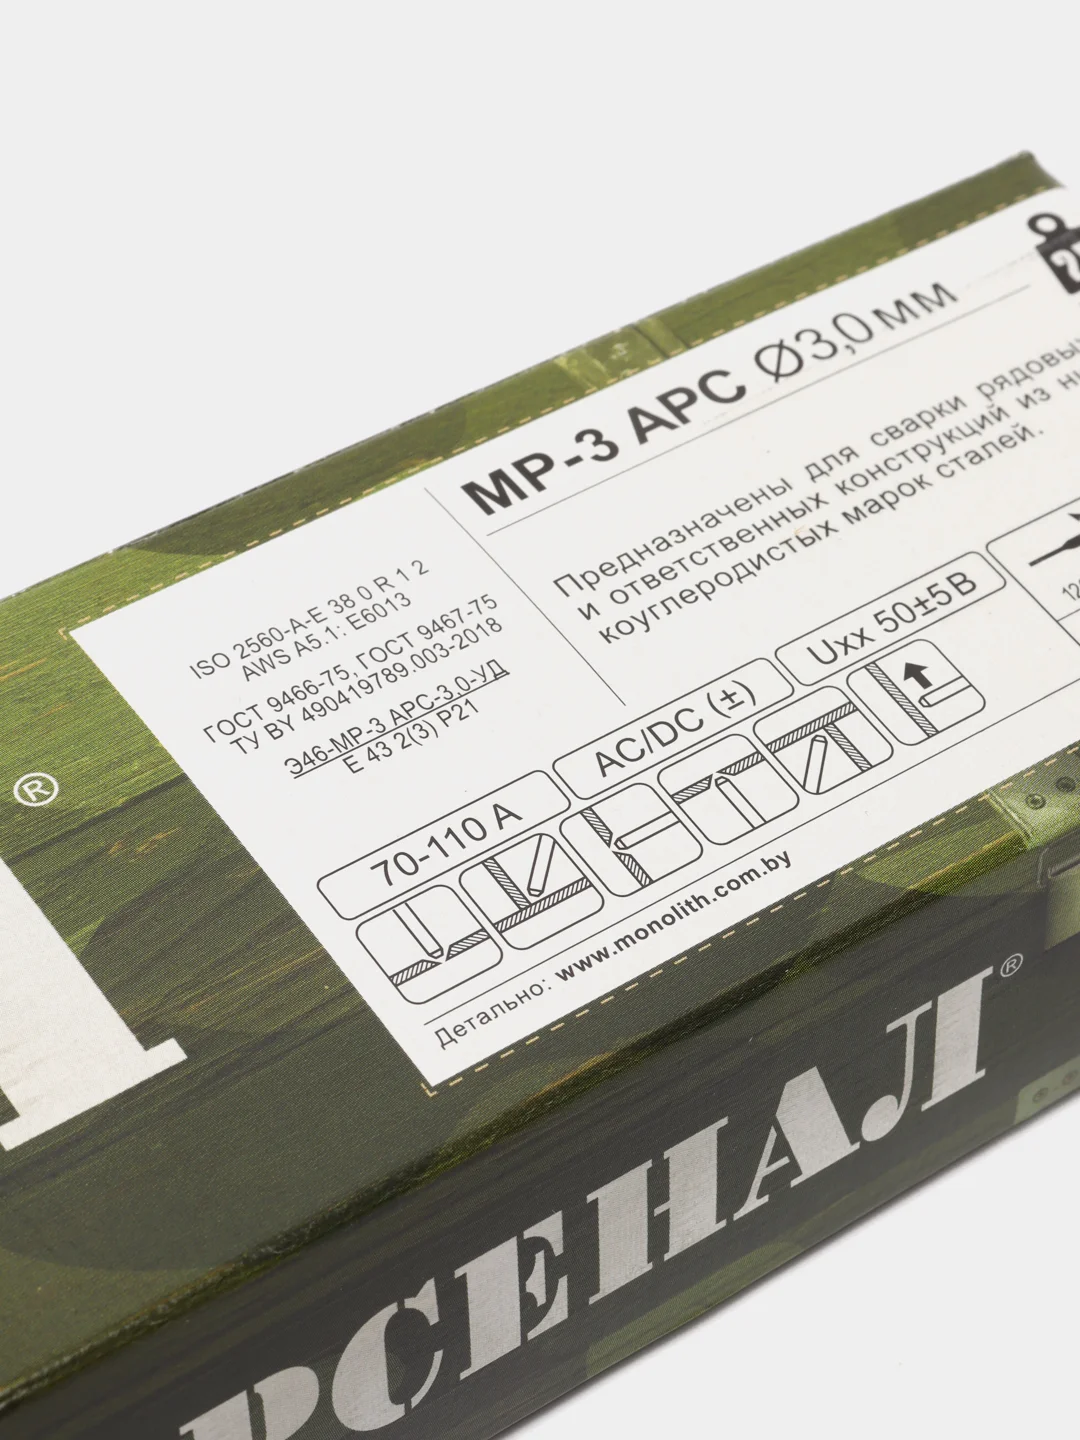 МР-3 АРС Ø3,0 мм
Предназначены для сварки
и ответственных конструкций из
коуглеродистых марок сталей.
ISO 2560-A-E 38 0 R 1 2
AWS A5.1: E6013
ГОСТ 9466-75, ГОСТ 9467-75
ТУ BY 490419789.003-2018
Э46-МР-3 АРС-3,0-УД
Е 43 2(3) Р21
70-110 А
AC/DC (±)
Uxx 50±5 В
Детально: www.monolith.com.by
®
РСЕНАЛ®